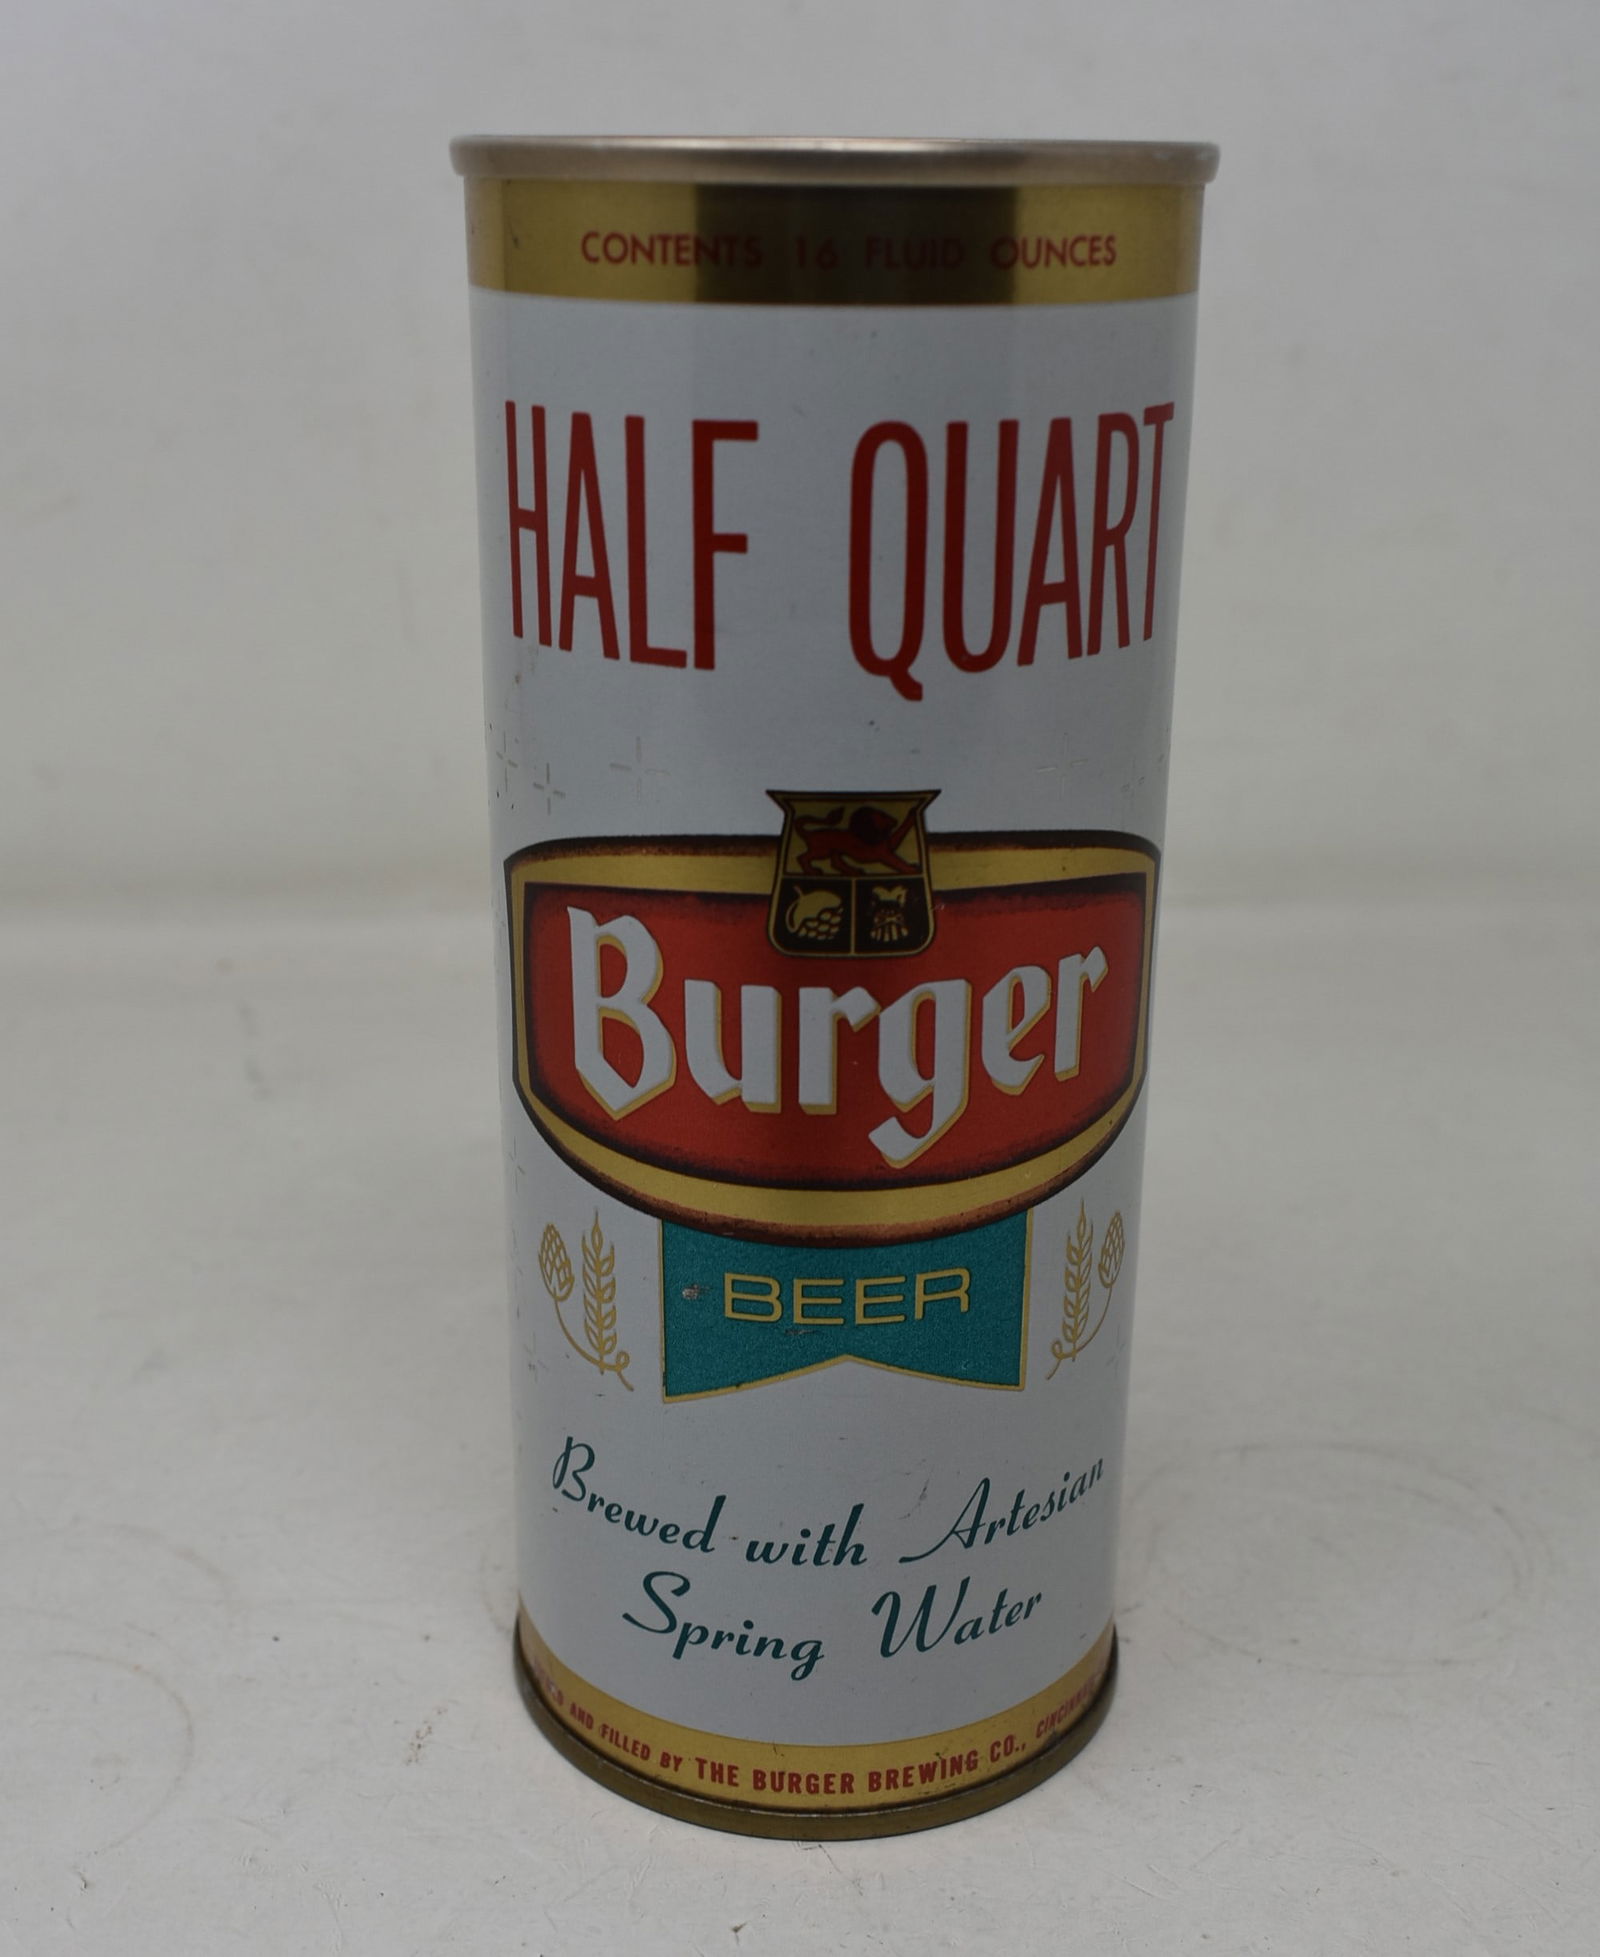 CONTENTS 16 FLUID OUNCES
HALF QUART
Burger
BEER
Brewed with Artesian
Spring Water
AND FILLED BY THE BURGER BREWING CO.,